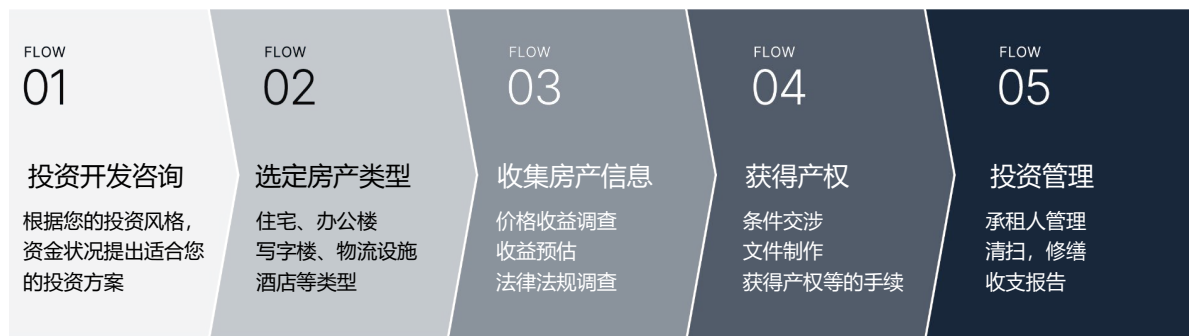 FLOW
01
投资开发咨询
根据您的投资风格，
资金状况提出适合您
的投资方案
FLOW
02
选定房产类型
住宅、办公楼
写字楼、物流设施
酒店等类型
FLOW
03
收集房产信息
价格收益调查
收益预估
法律法规调查
FLOW
04
获得产权
条件交涉
文件制作
获得产权等的手续
FLOW
05
投资管理
承租人管理
清扫，修缮
收支报告